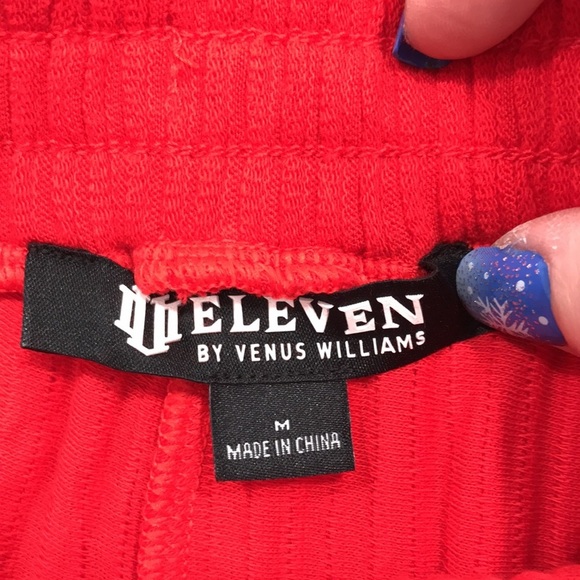 ELEVEN
BY VENUS WILLIAMS
M
MADE IN CHINA